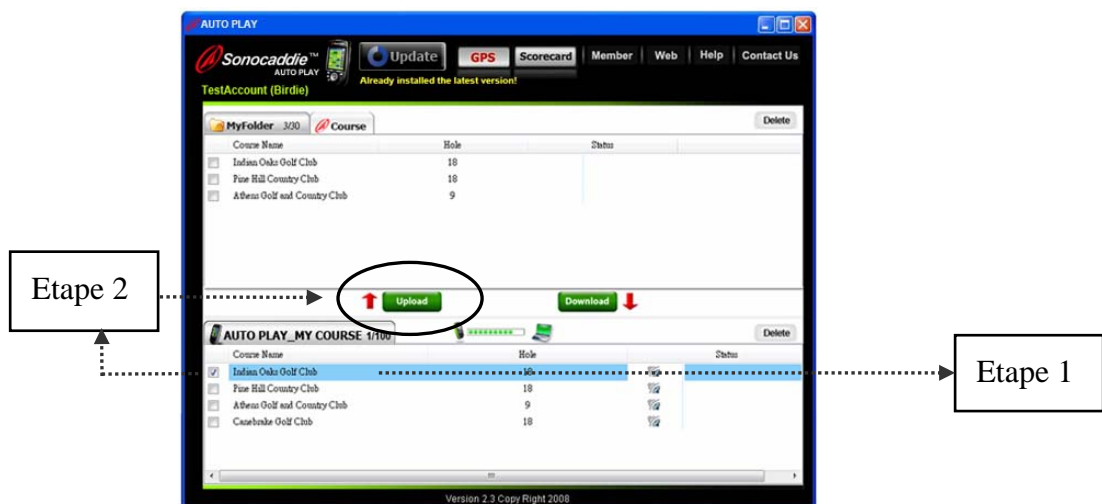 AUTO PLAY
Sonocaddie™
AUTO PLAY
Update
GPS
Scorecard
Member
Web
Help
Contact Us
Already installed the latest version!
TestAccount (Birdie)
MyFolder 3/30
Course
Delete
Course Name Hole Status
Indian Oaks Golf Club 18
Pine Hill Country Club 18
Athens Golf and Country Club 9
Etape 2
Upload
Download
AUTO PLAY_MY COURSE 1/100
Delete
Course Name Hole Status
Indian Oaks Golf Club 18
Etape 1
Pine Hill Country Club 18
Athens Golf and Country Club 9
Canebrake Golf Club 18
Version 2.3 Copy Right 2008